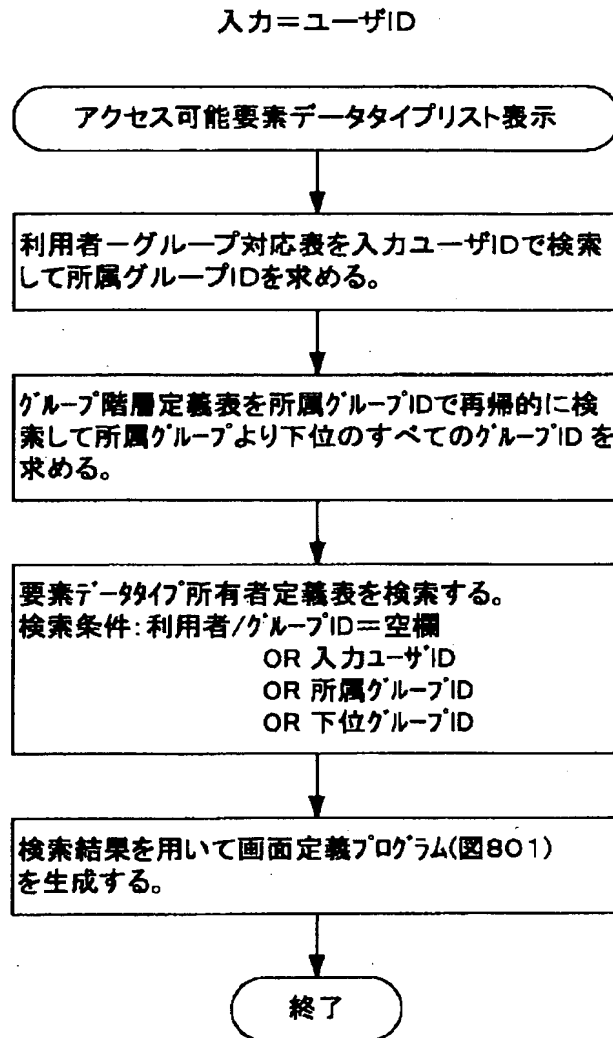 入力＝ユーザID
アクセス可能要素データタイプリスト表示
利用者ーグループ対応表を入力ユーザIDで検索
して所属グループIDを求める。
ｸﾞﾙｰﾌﾟ階層定義表を所属ｸﾞﾙｰﾌﾟIDで再帰的に検
索して所属ｸﾞﾙｰﾌﾟより下位のすべてのｸﾞﾙｰﾌﾟIDを
求める。
要素ﾃﾞｰﾀﾀｲﾌﾟ所有者定義表を検索する。
検索条件：利用者/ｸﾞﾙｰﾌﾟID＝空欄
OR 入力ﾕｰｻﾞID
OR 所属ｸﾞﾙｰﾌﾟID
OR 下位ｸﾞﾙｰﾌﾟID
検索結果を用いて画面定義ﾌﾟﾛｸﾞﾗﾑ(図801)
を生成する。
終了